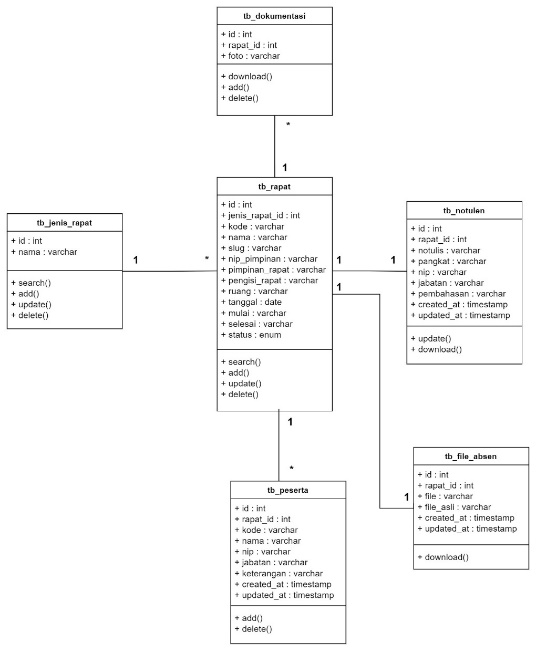 tb_dokumentasi
+ id : int
+ rapat_id : int
+ foto : varchar
+ download()
+ add()
+ delete()
*
1
tb_rapat
+ id : int
+ jenis_rapat_id : int
+ kode : varchar
+ nama : varchar
+ slug : varchar
+ nip_pimpinan : varchar
+ pimpinan_rapat : varchar
+ pengisi_rapat : varchar
+ ruang : varchar
+ tanggal : date
+ mulai : varchar
+ selesai : varchar
+ status : enum
+ search()
+ add()
+ update()
+ delete()
tb_jenis_rapat
+ id : int
+ nama : varchar
+ search()
+ add()
+ update()
+ delete()
1
*
1
1
1
tb_notulen
+ id : int
+ rapat_id : int
+ notulis : varchar
+ pangkat : varchar
+ nip : varchar
+ jabatan : varchar
+ pembahasan : varchar
+ created_at : timestamp
+ updated_at : timestamp
+ update()
+ download()
1
*
tb_peserta
+ id : int
+ rapat_id : int
+ kode : varchar
+ nama : varchar
+ nip : varchar
+ jabatan : varchar
+ keterangan : varchar
+ created_at : timestamp
+ updated_at : timestamp
+ add()
+ delete()
1
tb_file_absen
+ id : int
+ rapat_id : int
+ file : varchar
+ file_asli : varchar
+ created_at : timestamp
+ updated_at : timestamp
+ download()